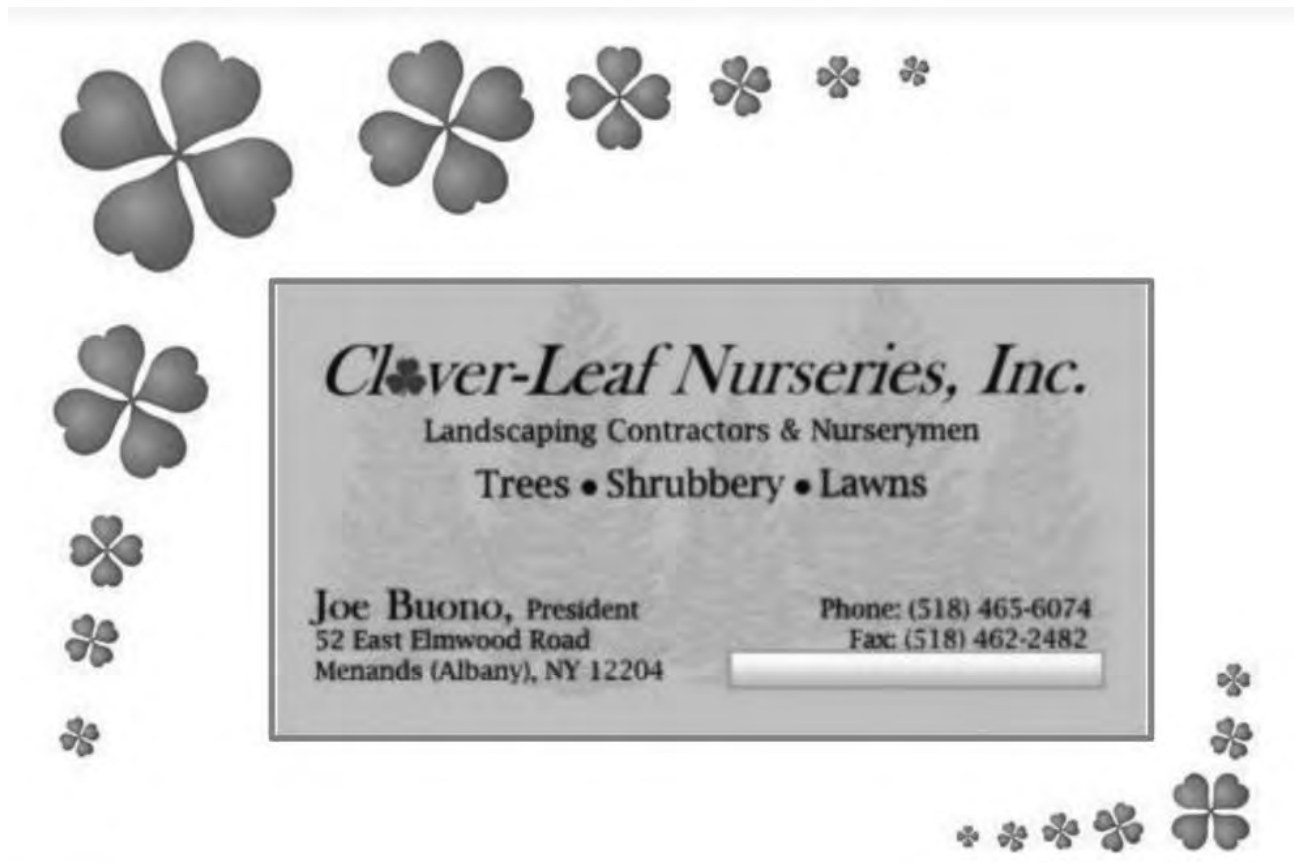 Clover-Leaf Nurseries, Inc.
Landscaping Contractors & Nurserymen
Trees • Shrubbery • Lawns
Joe Buono, President
52 East Elmwood Road
Menands (Albany), NY 12204
Phone: (518) 465-6074
Fax: (518) 462-2482